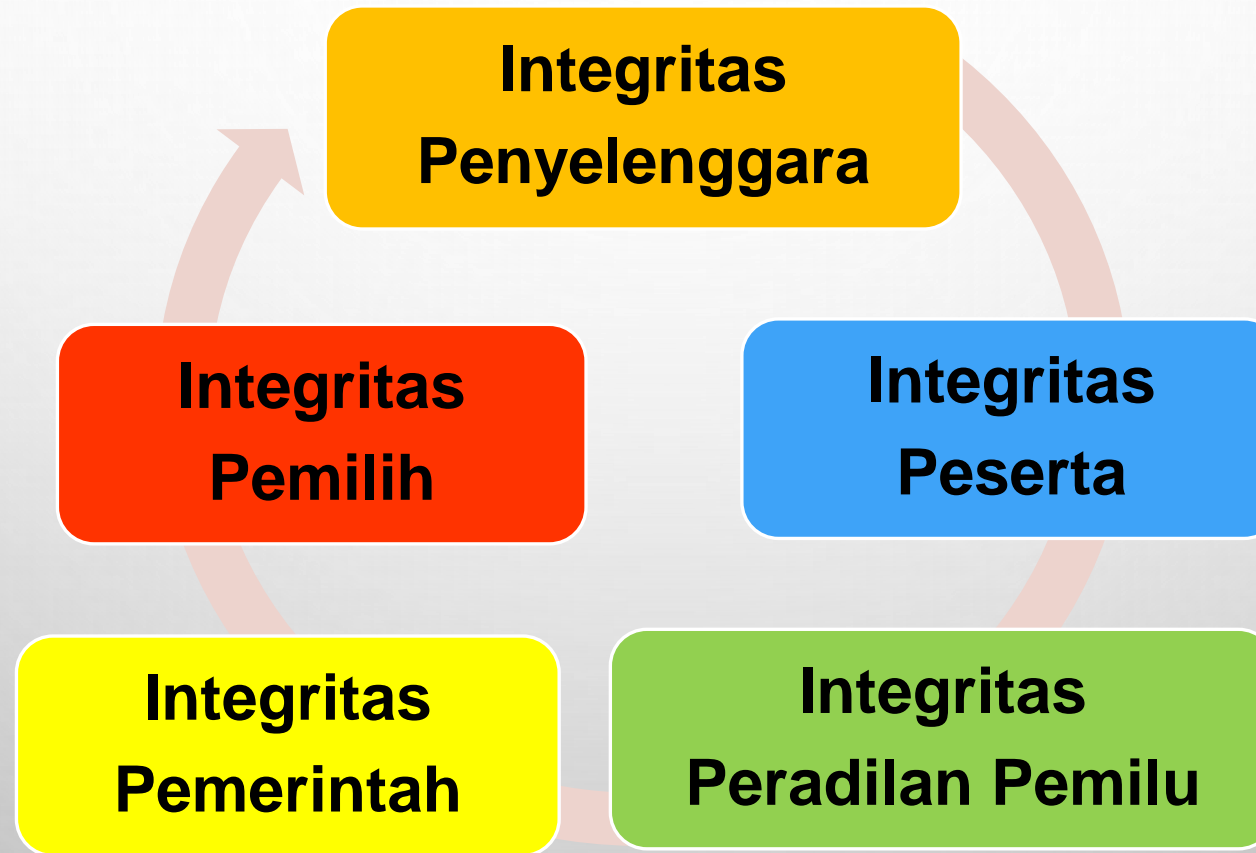 Integritas
Penyelenggara
Integritas
Pemilih
Integritas
Peserta
Integritas
Pemerintah
Integritas
Peradilan Pemilu